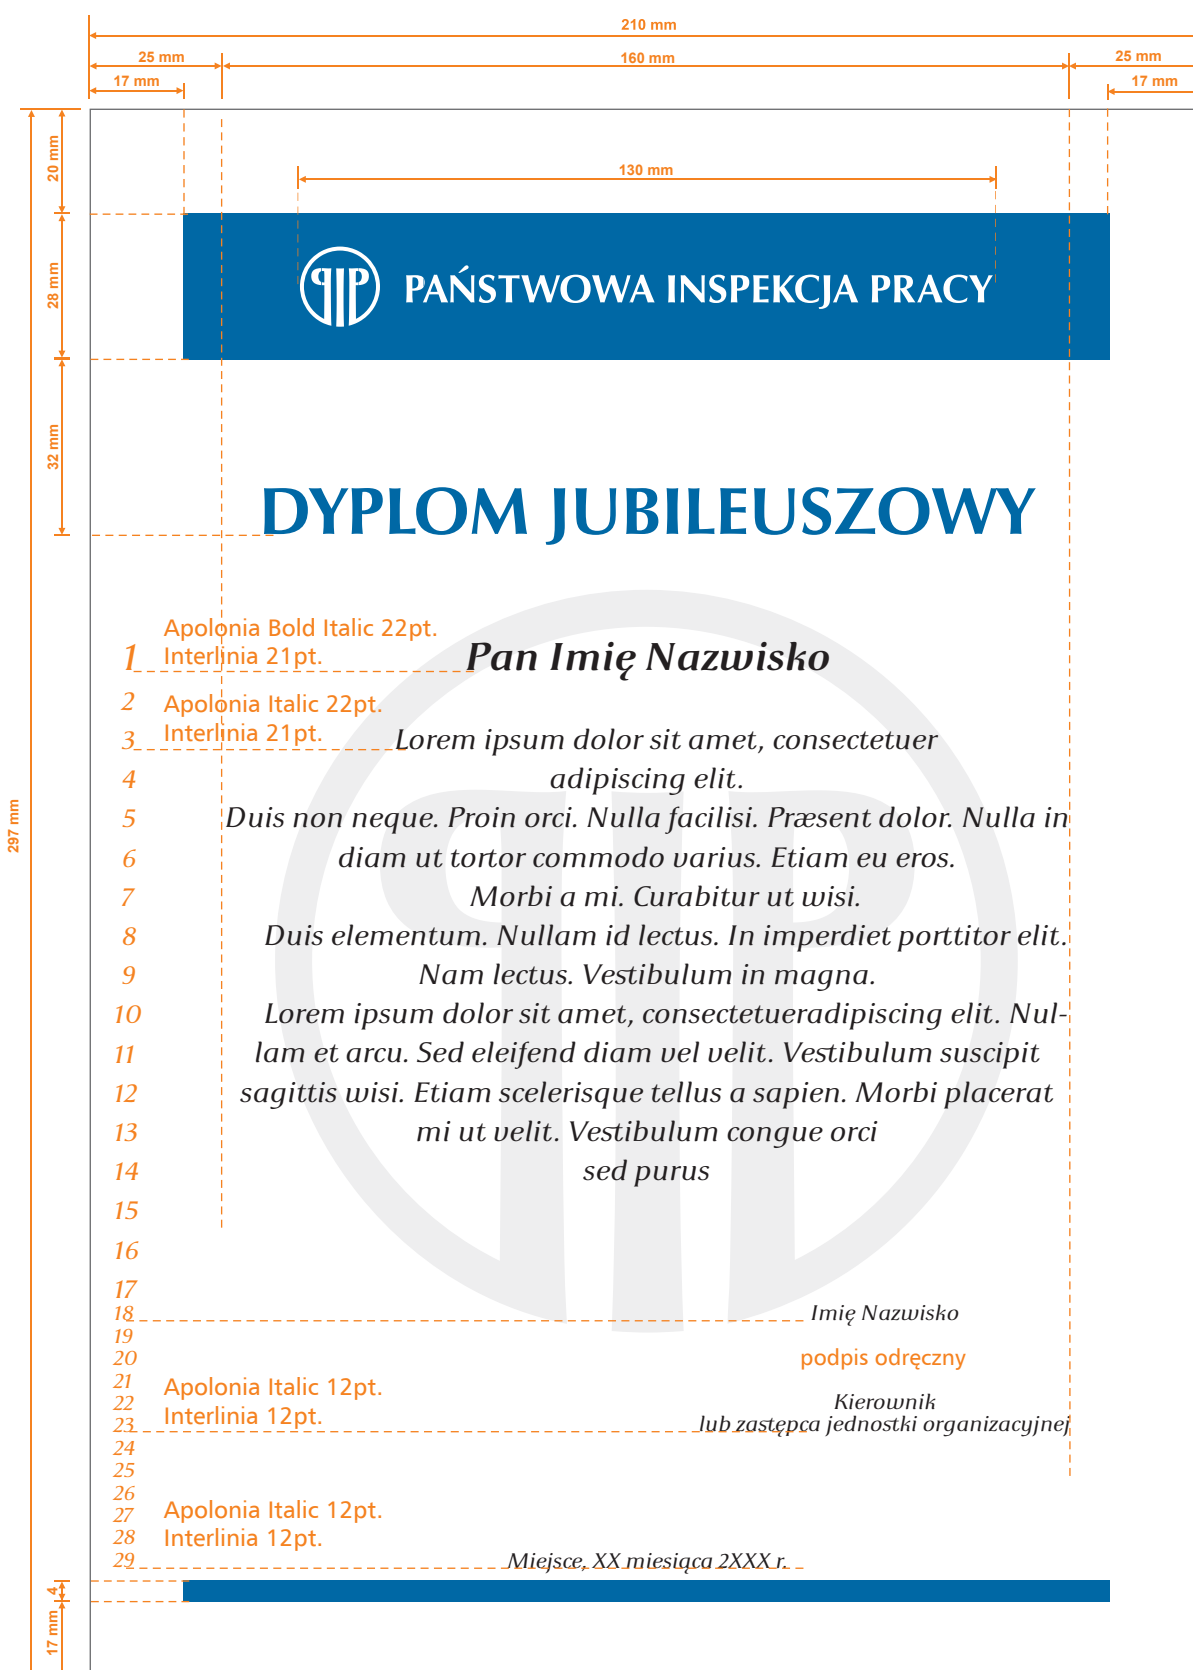 210 mm
25 mm
160 mm
25 mm
17 mm
17 mm
20 mm
130 mm
28 mm
PIP PAŃSTWOWA INSPEKCJA PRACY
32 mm
DYPLOM JUBILEUSZOWY
Apolonia Bold Italic 22pt.
1 Interlinia 21pt. Pan Imię Nazwisko
2 Apolonia Italic 22pt.
3 Interlinia 21pt. Lorem ipsum dolor sit amet, consectetuer
4 adipiscing elit.
297 mm
5 Duis non neque. Proin orci. Nulla facilisi. Præsent dolor. Nulla in
6 diam ut tortor commodo varius. Etiam eu eros.
7 Morbi a mi. Curabitur ut wisi.
8 Duis elementum. Nullam id lectus. In imperdiet porttitor elit.
9 Nam lectus. Vestibulum in magna.
10 Lorem ipsum dolor sit amet, consectetueradipiscing elit. Nul-
11 lam et arcu. Sed eleifend diam vel velit. Vestibulum suscipit
12 sagittis wisi. Etiam scelerisque tellus a sapien. Morbi placerat
13 mi ut velit. Vestibulum congue orci
14 sed purus
15
16
17
18 Imię Nazwisko
19
20 podpis odręczny
21 Apolonia Italic 12pt.
22 Kierownik
Interlinia 12pt.
23 lub zastępca jednostki organizacyjnej
24
25
26
27 Apolonia Italic 12pt.
28 Interlinia 12pt.
29 Miejsce, XX miesiąca 2XXX r.
4
17 mm